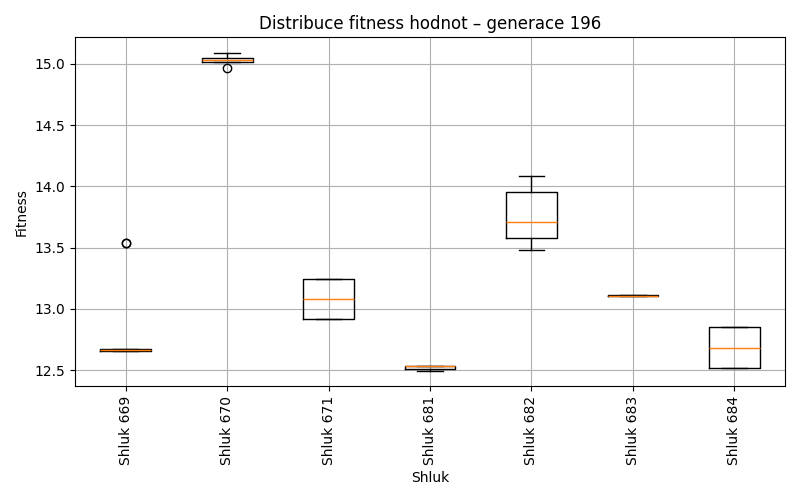 Distribuce fitness hodnot – generace 196
Fitness
15.0
14.5
14.0
13.5
13.0
12.5
Shluk 669
Shluk 670
Shluk 671
Shluk 681
Shluk 682
Shluk 683
Shluk 684
Shluk